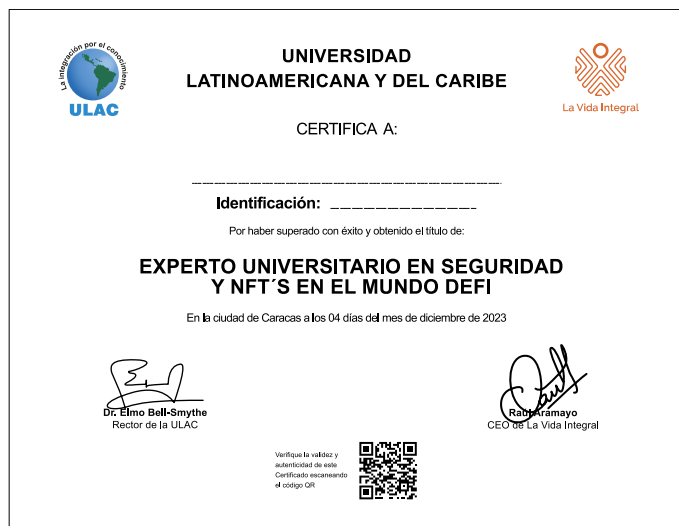 La integración por el conocimiento
ULAC
UNIVERSIDAD
LATINOAMERICANA Y DEL CARIBE
La Vida Integral
CERTIFICA A:
Identificación:
Por haber superado con éxito y obtenido el título de:
EXPERTO UNIVERSITARIO EN SEGURIDAD
Y NFT´S EN EL MUNDO DEFI
En la ciudad de Caracas a los 04 días del mes de diciembre de 2023
Dr. Elmo Bell-Smythe
Rector de la ULAC
Raul Aramayo
CEO de La Vida Integral
Verifique la validez y
autenticidad de este
Certificado escaneando
el código QR